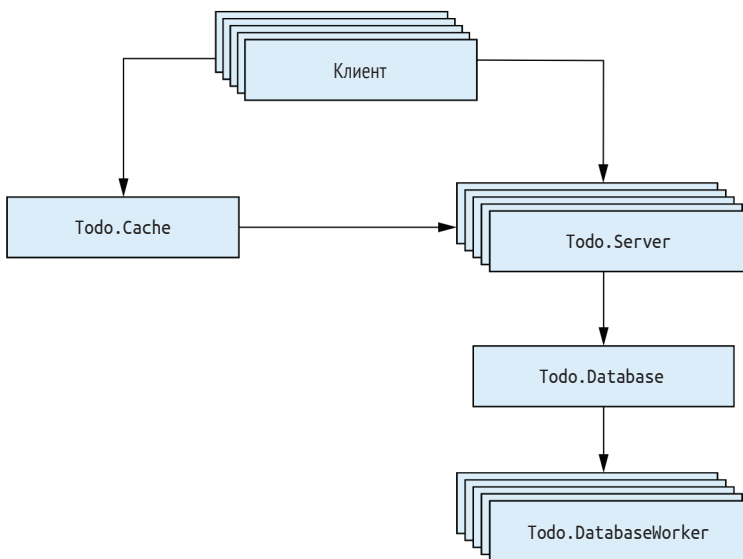 Клиент
Todo.Cache
Todo.Server
Todo.Database
Todo.DatabaseWorker